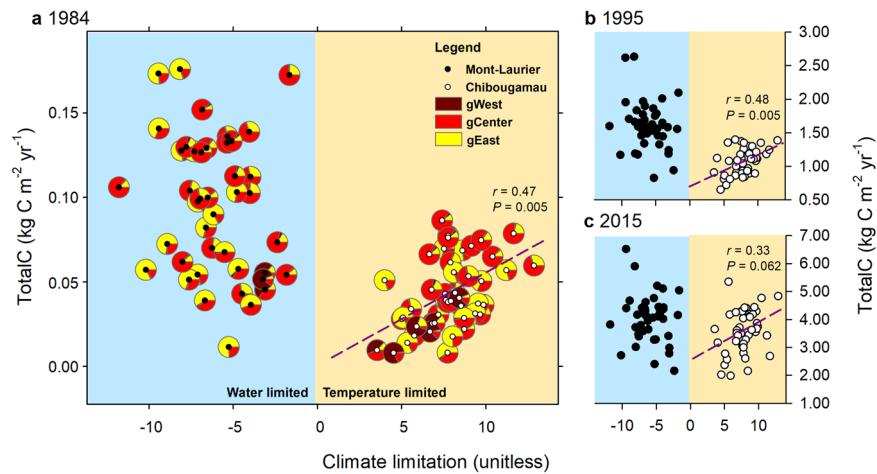 a 1984
TotalC (kg C m⁻² yr⁻¹)
0.15
0.10
0.05
0.00
Legend
Mont-Laurier
Chibougamau
gWest
gCenter
gEast
r = 0.47
P = 0.005
Water limited
Temperature limited
-10
-5
0
5
10
Climate limitation (unitless)
b 1995
3.00
2.50
2.00
1.50
1.00
0.50
r = 0.48
P = 0.005
c 2015
7.00
6.00
5.00
4.00
3.00
2.00
1.00
r = 0.33
P = 0.062
TotalC (kg C m⁻² yr⁻¹)
-10
-5
0
5
10